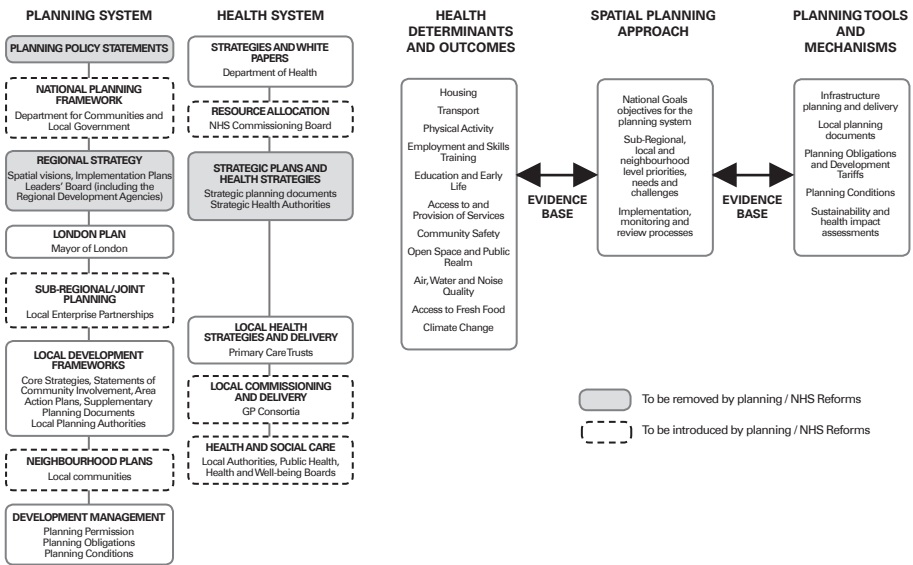 PLANNING SYSTEM
PLANNING POLICY STATEMENTS
NATIONAL PLANNING
FRAMEWORK
Department for Communities and
Local Government
REGIONAL STRATEGY
Spatial visions, Implementation Plans
Leaders' Board (including the
Regional Development Agencies)
LONDON PLAN
Mayor of London
SUB-REGIONAL/JOINT
PLANNING
Local Enterprise Partnerships
LOCAL DEVELOPMENT
FRAMEWORKS
Core Strategies, Statements of
Community Involvement, Area
Action Plans, Supplementary
Planning Documents
Local Planning Authorities
NEIGHBOURHOOD PLANS
Local communities
DEVELOPMENT MANAGEMENT
Planning Permission
Planning Obligations
Planning Conditions
HEALTH SYSTEM
STRATEGIES AND WHITE
PAPERS
Department of Health
RESOURCE ALLOCATION
NHS Commissioning Board
STRATEGIC PLANS AND
HEALTH STRATEGIES
Strategic planning documents
Strategic Health Authorities
LOCAL HEALTH
STRATEGIES AND DELIVERY
Primary Care Trusts
LOCAL COMMISSIONING
AND DELIVERY
GP Consortia
HEALTH AND SOCIAL CARE
Local Authorities, Public Health,
Health and Well-being Boards
HEALTH
DETERMINANTS
AND OUTCOMES
Housing
Transport
Physical Activity
Employment and Skills
Training
Education and Early
Life
Access to and
Provision of Services
Community Safety
Open Space and Public
Realm
Air, Water and Noise
Quality
Access to Fresh Food
Climate Change
EVIDENCE
BASE
SPATIAL PLANNING
APPROACH
National Goals
objectives for the
planning system
Sub-Regional,
local and
neighbourhood
level priorities,
needs and
challenges
Implementation,
monitoring and
review processes
EVIDENCE
BASE
PLANNING TOOLS
AND
MECHANISMS
Infrastructure
planning and delivery
Local planning
documents
Planning Obligations
and Development
Tariffs
Planning Conditions
Sustainability and
health impact
assessments
To be removed by planning / NHS Reforms
To be introduced by planning / NHS Reforms